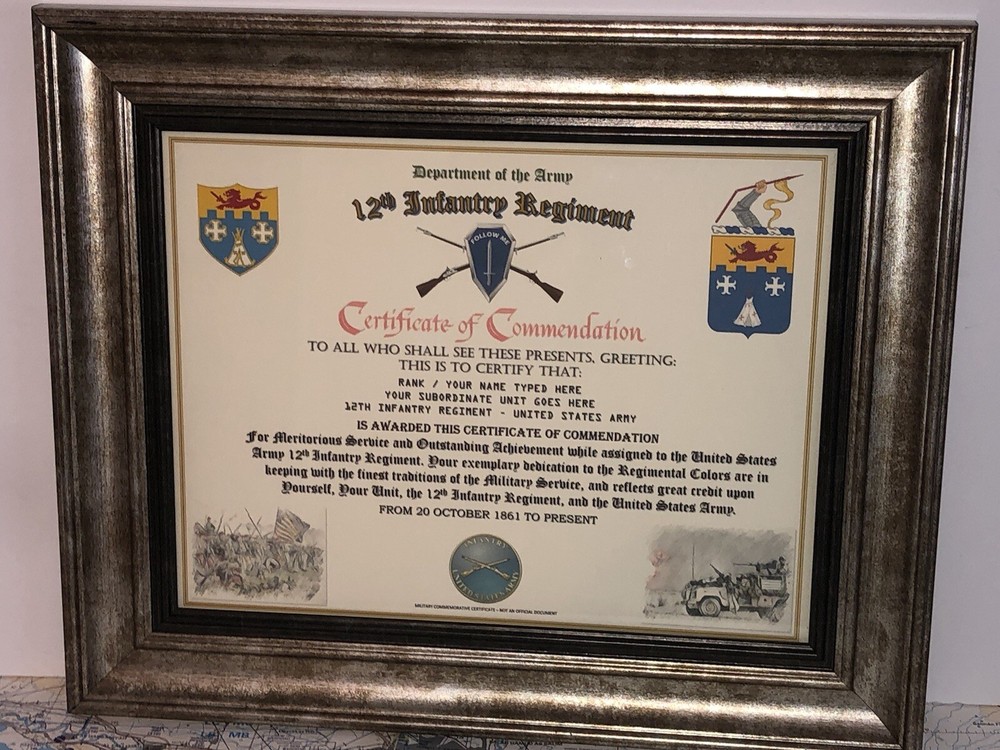 Department of the Army
12th Infantry Regiment
FOLLOW ME
Certificate of Commendation
TO ALL WHO SHALL SEE THESE PRESENTS, GREETING:
THIS IS TO CERTIFY THAT:
RANK / YOUR NAME TYPED HERE
YOUR SUBORDINATE UNIT GOES HERE
12TH INFANTRY REGIMENT - UNITED STATES ARMY
IS AWARDED THIS CERTIFICATE OF COMMENDATION
For Meritorious Service and Outstanding Achievement while assigned to the United States
Army 12th Infantry Regiment. Your exemplary dedication to the Regimental Colors are in
keeping with the finest traditions of the Military Service, and reflects great credit upon
Yourself, Your Unit, the 12th Infantry Regiment, and the United States Army.
FROM 20 OCTOBER 1861 TO PRESENT
INFANTRY
UNITED STATES ARMY
MILITARY COMMEMORATIVE CERTIFICATE - NOT AN OFFICIAL DOCUMENT